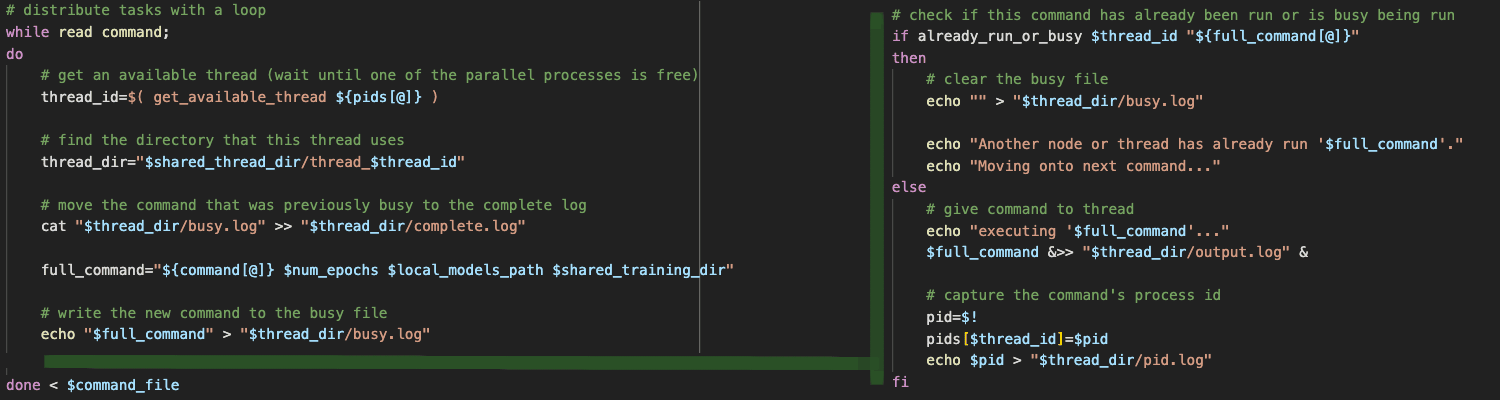 # distribute tasks with a loop
while read command;
do
# get an available thread (wait until one of the parallel processes is free)
thread_id=$( get_available_thread ${pids[@]} )
# find the directory that this thread uses
thread_dir="$shared_thread_dir/thread_$thread_id"
# move the command that was previously busy to the complete log
cat "$thread_dir/busy.log" >> "$thread_dir/complete.log"
full_command="${command[@]} $num_epochs $local_models_path $shared_training_dir"
# write the new command to the busy file
echo "$full_command" > "$thread_dir/busy.log"
done < $command_file
# check if this command has already been run or is busy being run
if already_run_or_busy $thread_id "${full_command[@]}"
then
# clear the busy file
echo "" > "$thread_dir/busy.log"
echo "Another node or thread has already run '$full_command'."
echo "Moving onto next command..."
else
# give command to thread
echo "executing '$full_command'..."
$full_command &>> "$thread_dir/output.log" &
# capture the command's process id
pid=$!
pids[$thread_id]=$pid
echo $pid > "$thread_dir/pid.log"
fi